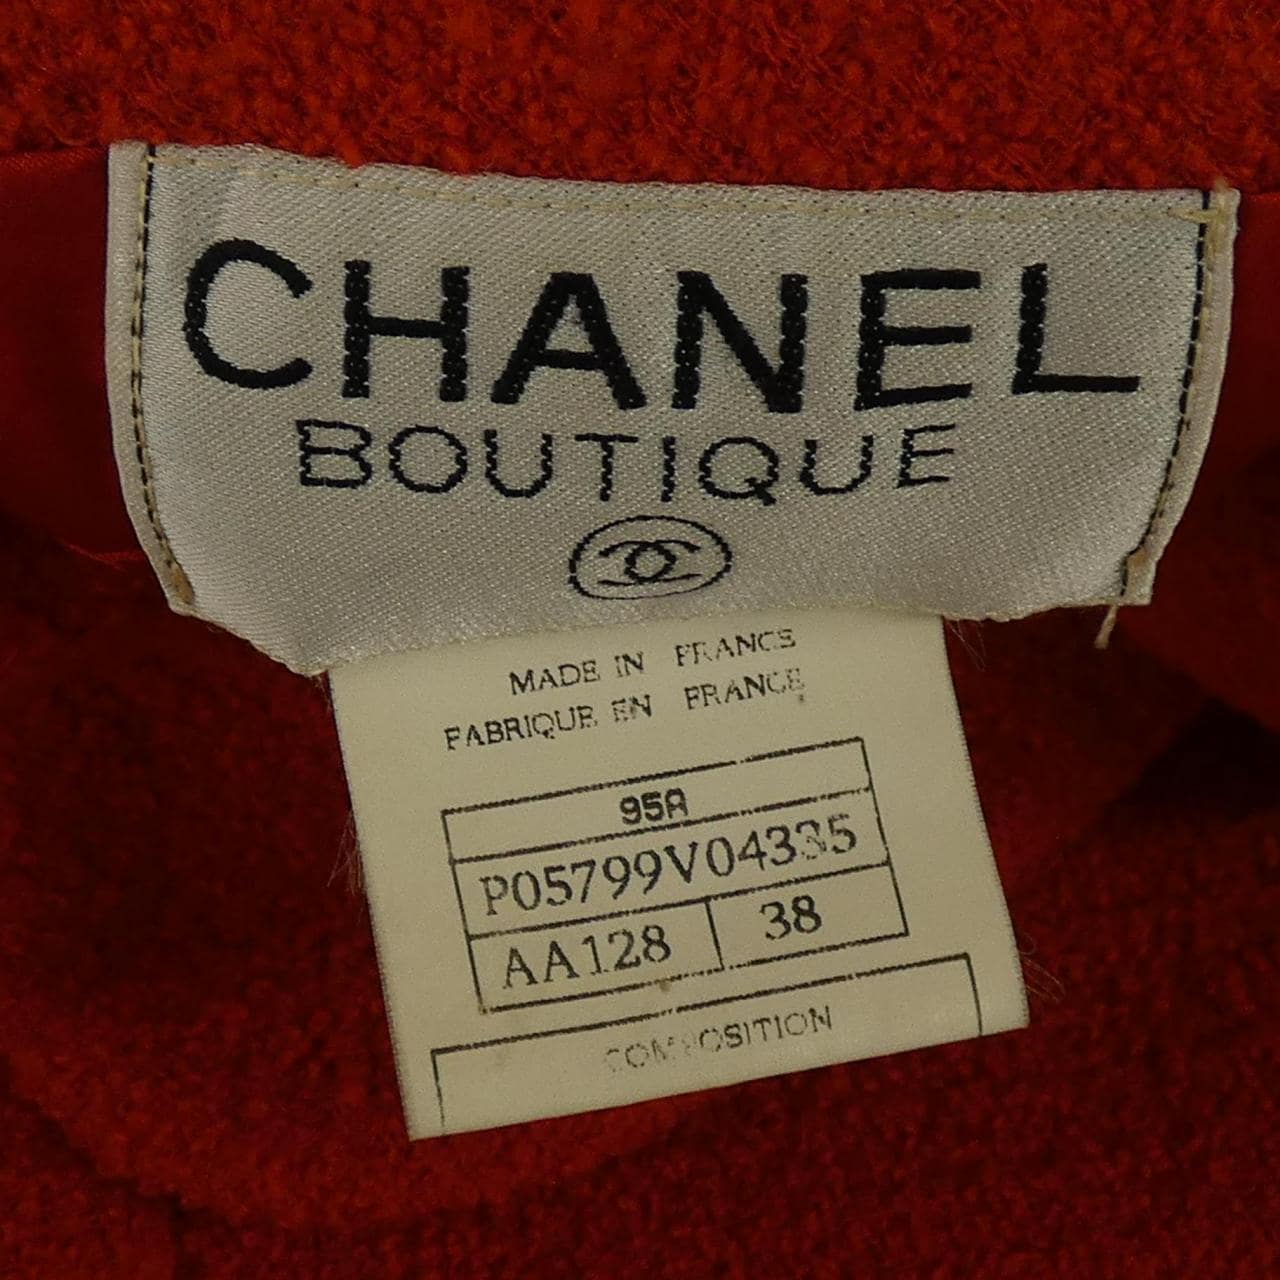 CHANEL
BOUTIQUE
MADE IN FRANCE
FABRIQUE EN FRANCE
95A
P05799V04335
AA128 38
COMPOSITION